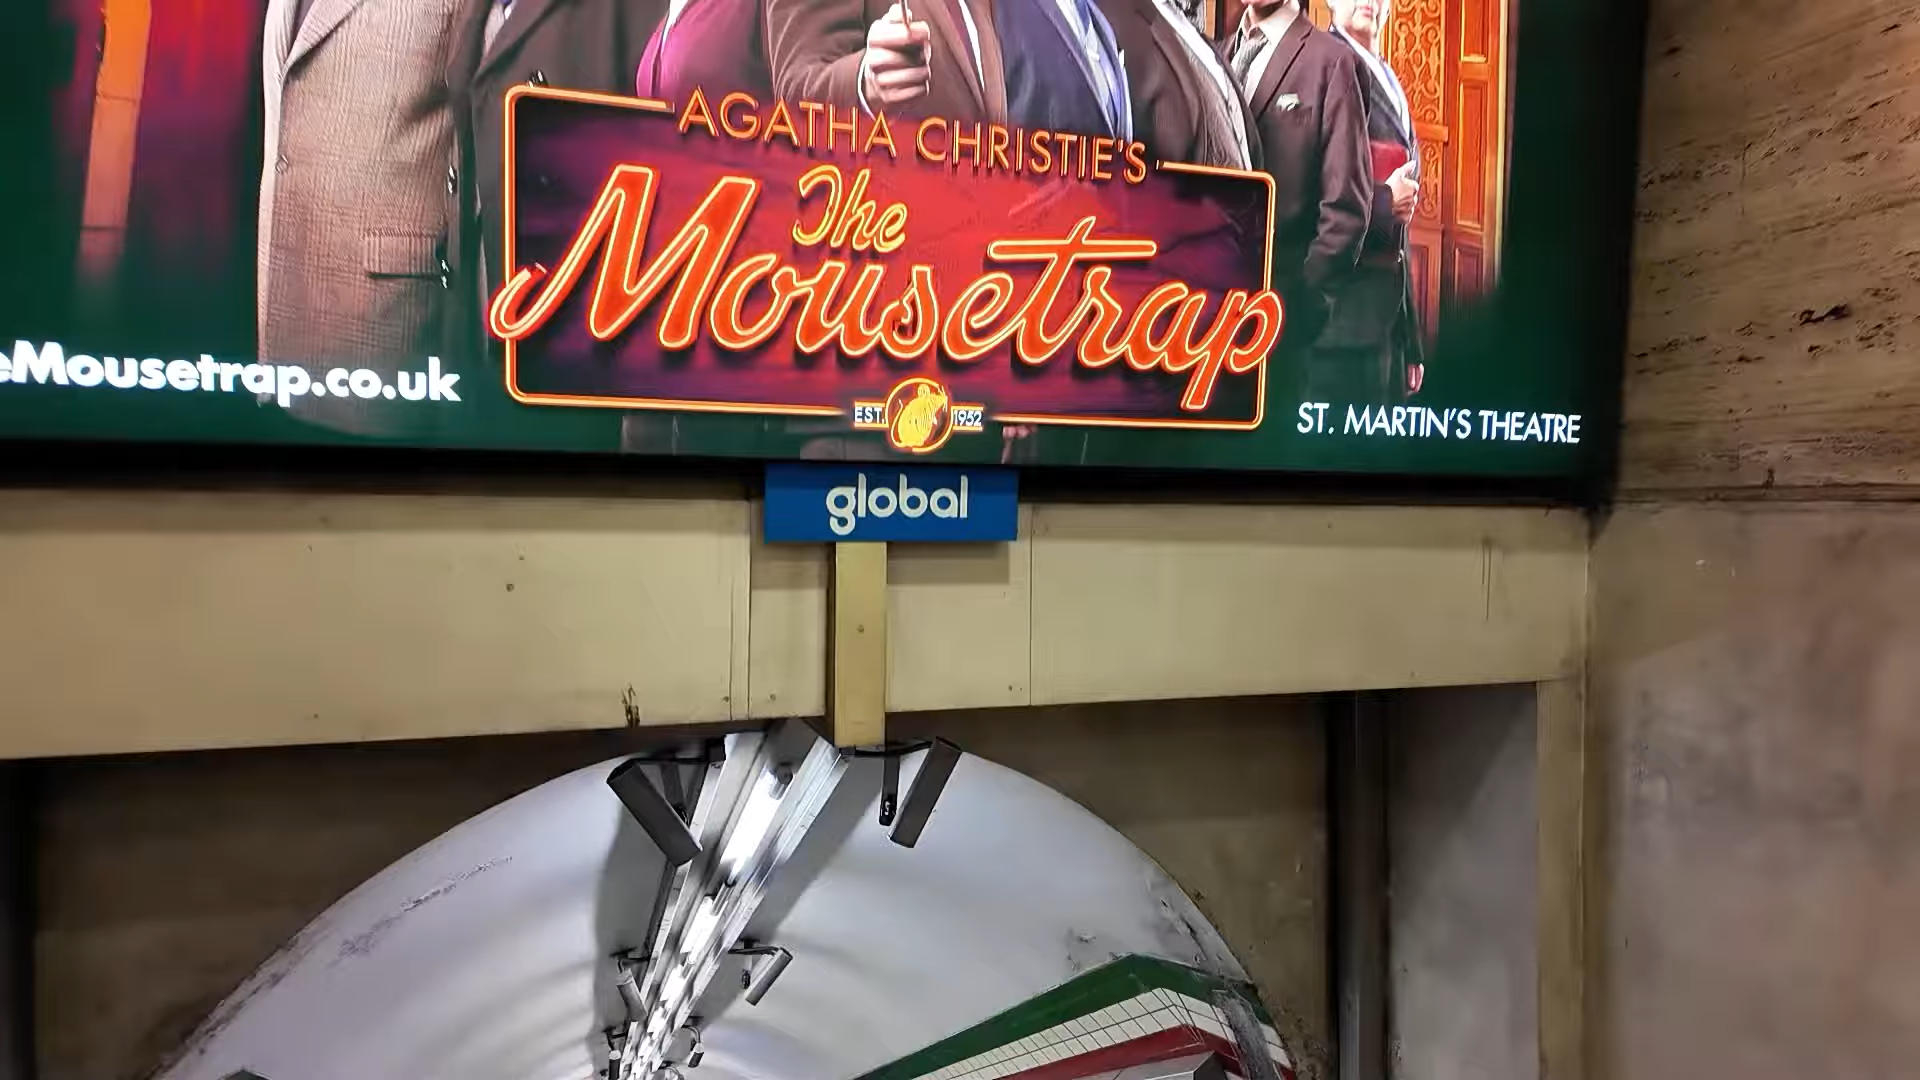 AGATHA CHRISTIE'S
The
Mousetrap
eMousetrap.co.uk
EST. 1952
ST. MARTIN'S THEATRE
global